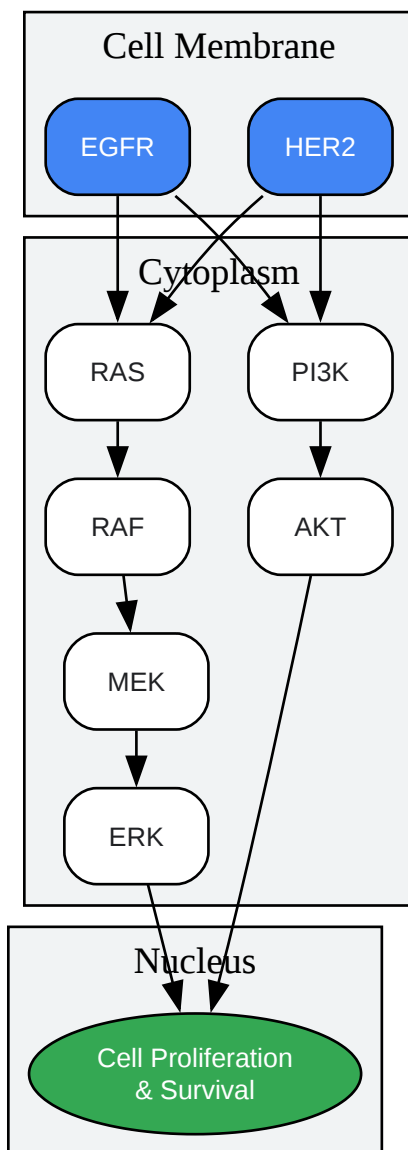 Cell Membrane
EGFR
HER2
Cytoplasm
RAS
PI3K
RAF
AKT
MEK
ERK
Nucleus
Cell Proliferation
& Survival